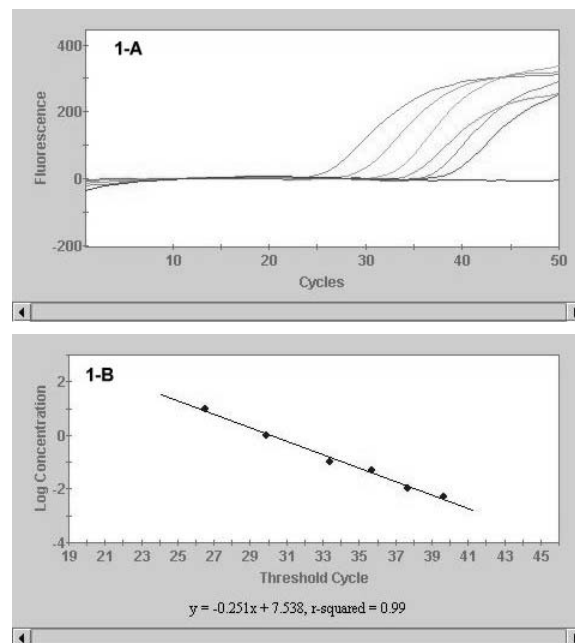 1-A
400
200
0
-200
Fluorescence
10 20 30 40 50
Cycles
1-B
2
0
-2
-4
Log Concentration
19 21 23 25 27 29 31 33 35 37 39 41 43 45
Threshold Cycle
y = -0.251x + 7.538, r-squared = 0.99